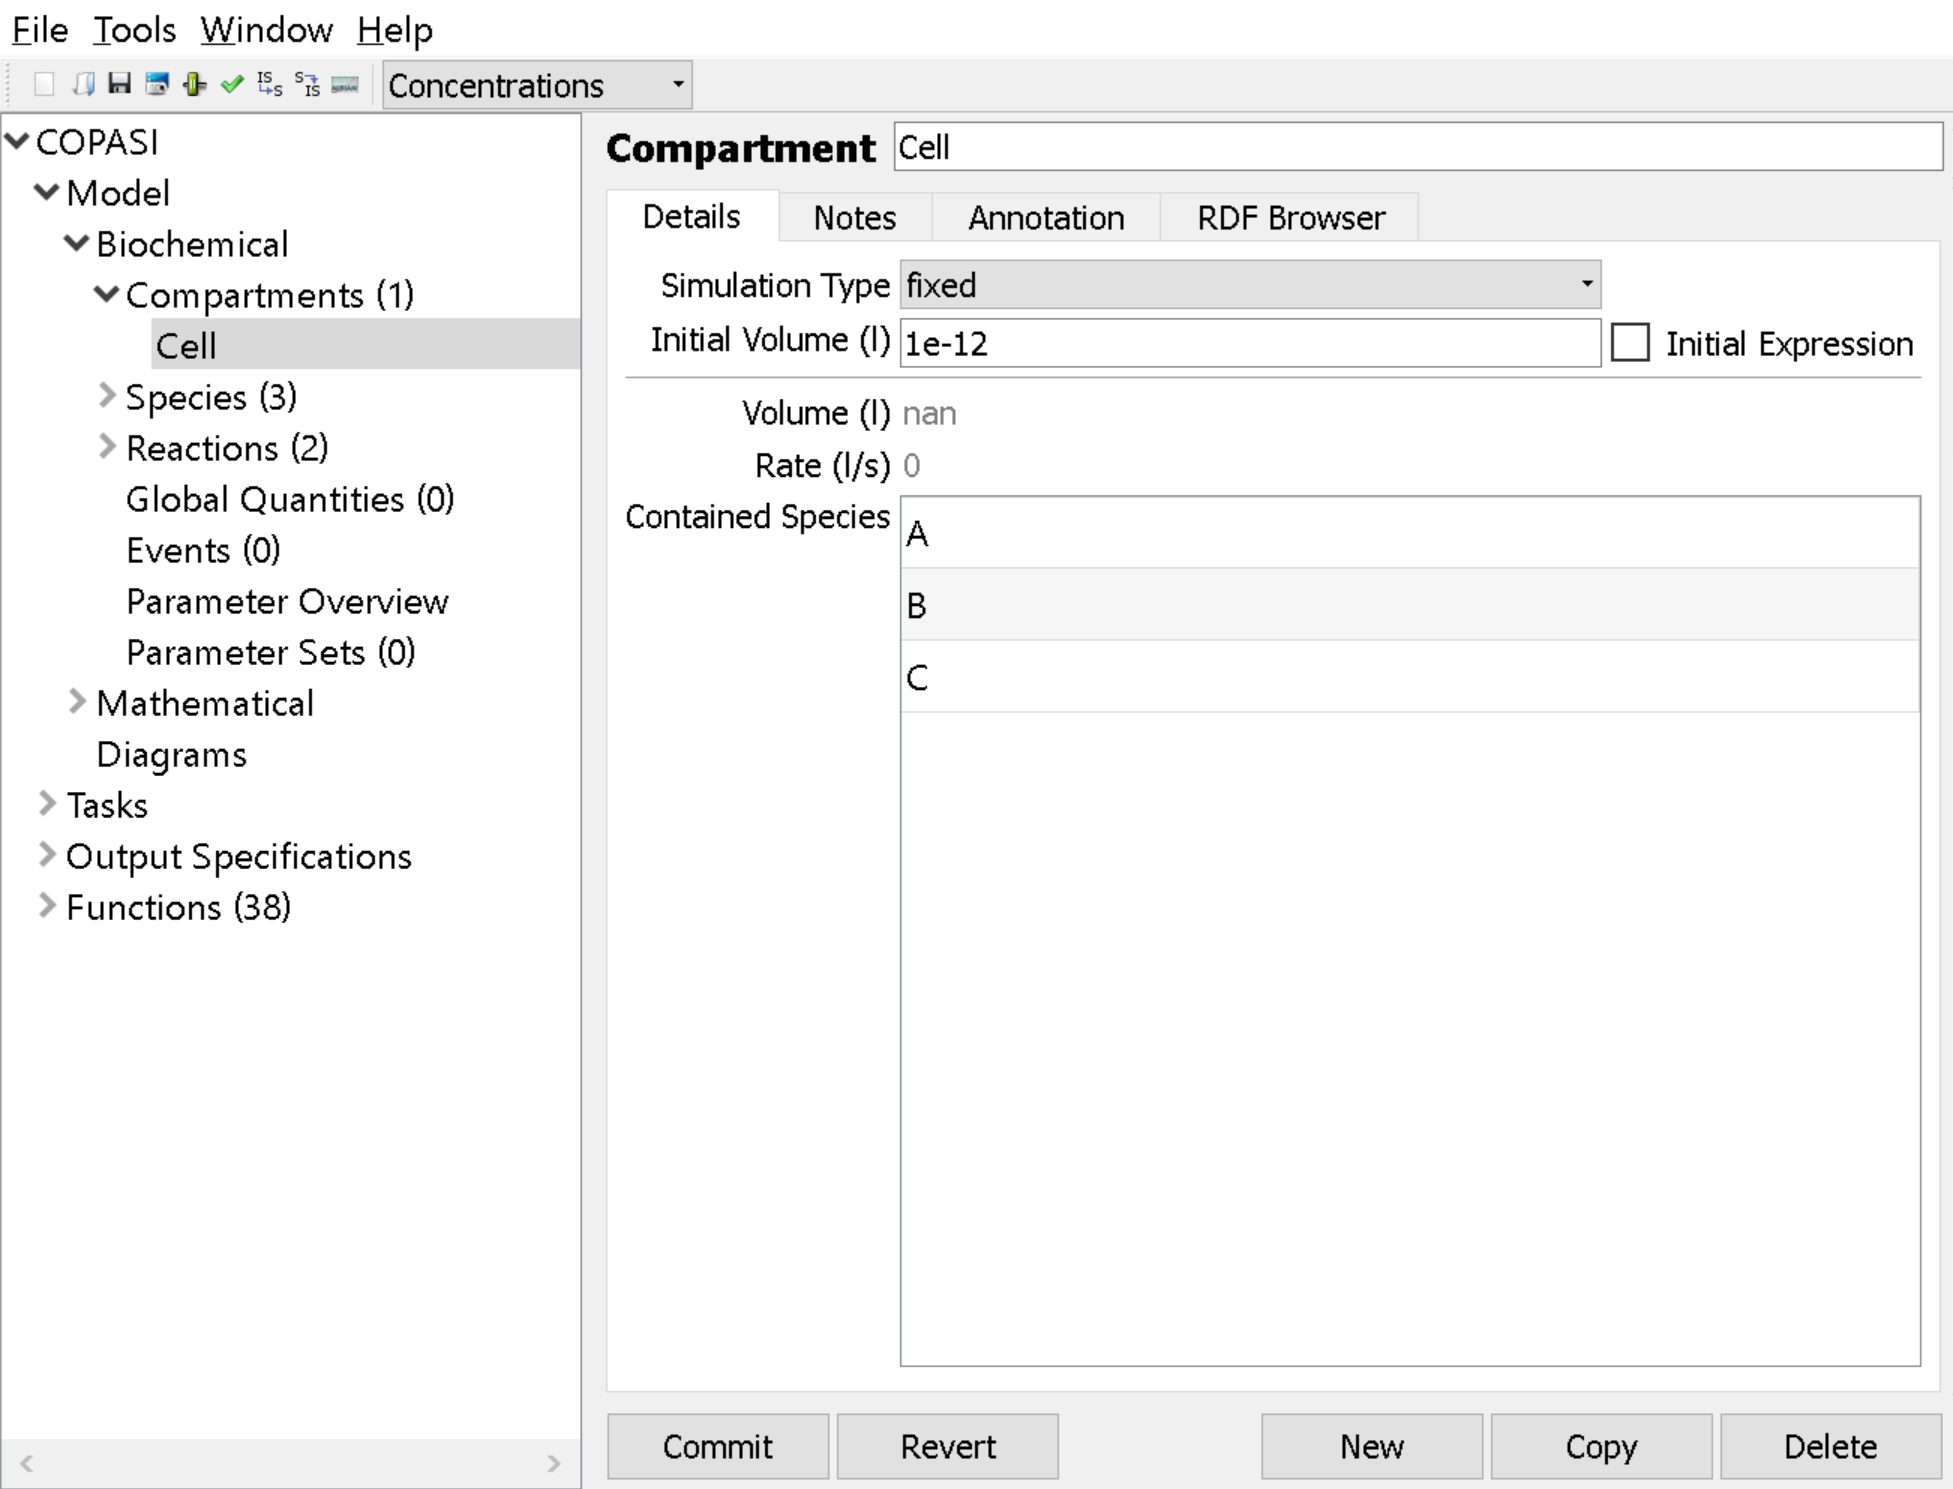 File Tools Window Help
IS S S IS Concentrations
COPASI
Model
Biochemical
Compartments (1)
Cell
Species (3)
Reactions (2)
Global Quantities (0)
Events (0)
Parameter Overview
Parameter Sets (0)
Mathematical
Diagrams
Tasks
Output Specifications
Functions (38)
Compartment Cell
Details Notes Annotation RDF Browser
Simulation Type fixed
Initial Volume (l) 1e-12 Initial Expression
Volume (l) nan
Rate (l/s) 0
Contained Species A
B
C
Commit Revert New Copy Delete